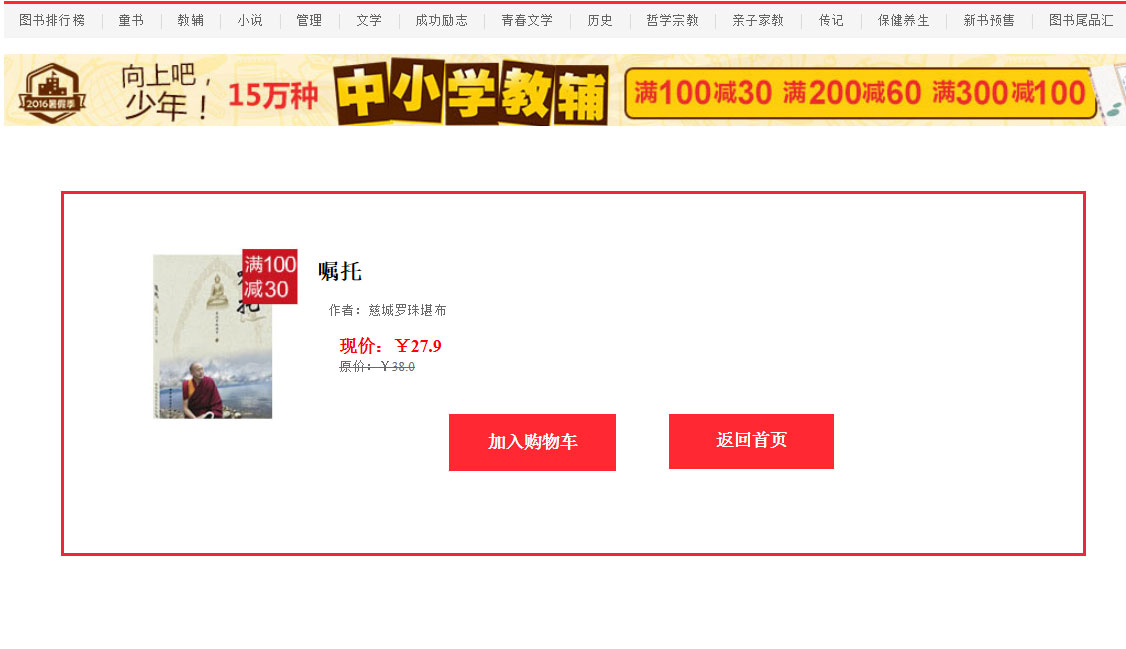 图书排行榜 童书 教辅 小说 管理 文学 成功励志 青春文学 历史 哲学宗教 亲子家教 传记 保健养生 新书预售 图书尾品汇
2016暑假季
向上吧，
少年！
15万种
中小学教辅
满100减30 满200减60 满300减100
满100
减30
嘱托
作者：慈城罗珠堪布
现价：￥27.9
原价：￥38.0
加入购物车
返回首页